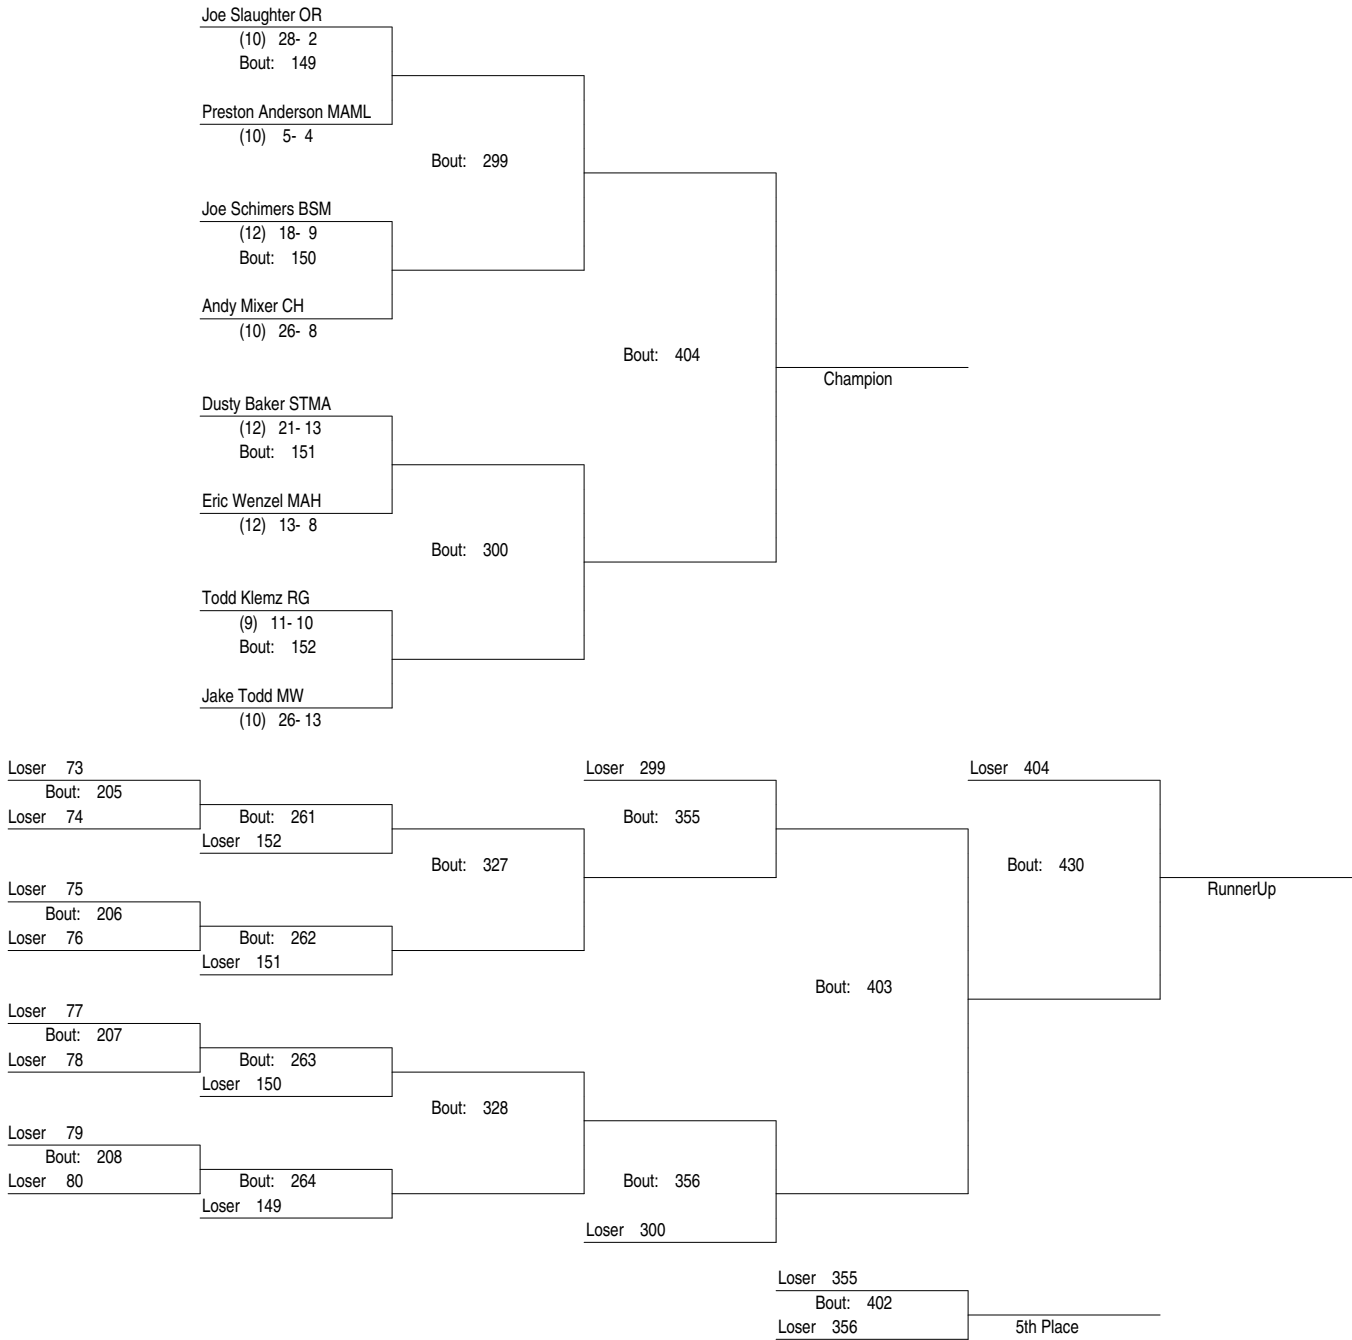 Joe Slaughter OR
(10) 28- 2
Bout: 149
Preston Anderson MAML
(10) 5- 4
Bout: 299
Joe Schimers BSM
(12) 18- 9
Bout: 150
Andy Mixer CH
(10) 26- 8
Bout: 404
Champion
Dusty Baker STMA
(12) 21- 13
Bout: 151
Eric Wenzel MAH
(12) 13- 8
Bout: 300
Todd Klemz RG
(9) 11- 10
Bout: 152
Jake Todd MW
(10) 26- 13
Loser 73
Bout: 205
Loser 74
Bout: 261
Loser 152
Bout: 327
Loser 299
Bout: 355
Loser 404
Bout: 430
RunnerUp
Loser 75
Bout: 206
Loser 76
Bout: 262
Loser 151
Bout: 403
Loser 77
Bout: 207
Loser 78
Bout: 263
Loser 150
Bout: 328
Loser 79
Bout: 208
Loser 80
Bout: 264
Loser 149
Bout: 356
Loser 300
Loser 355
Bout: 402
Loser 356
5th Place